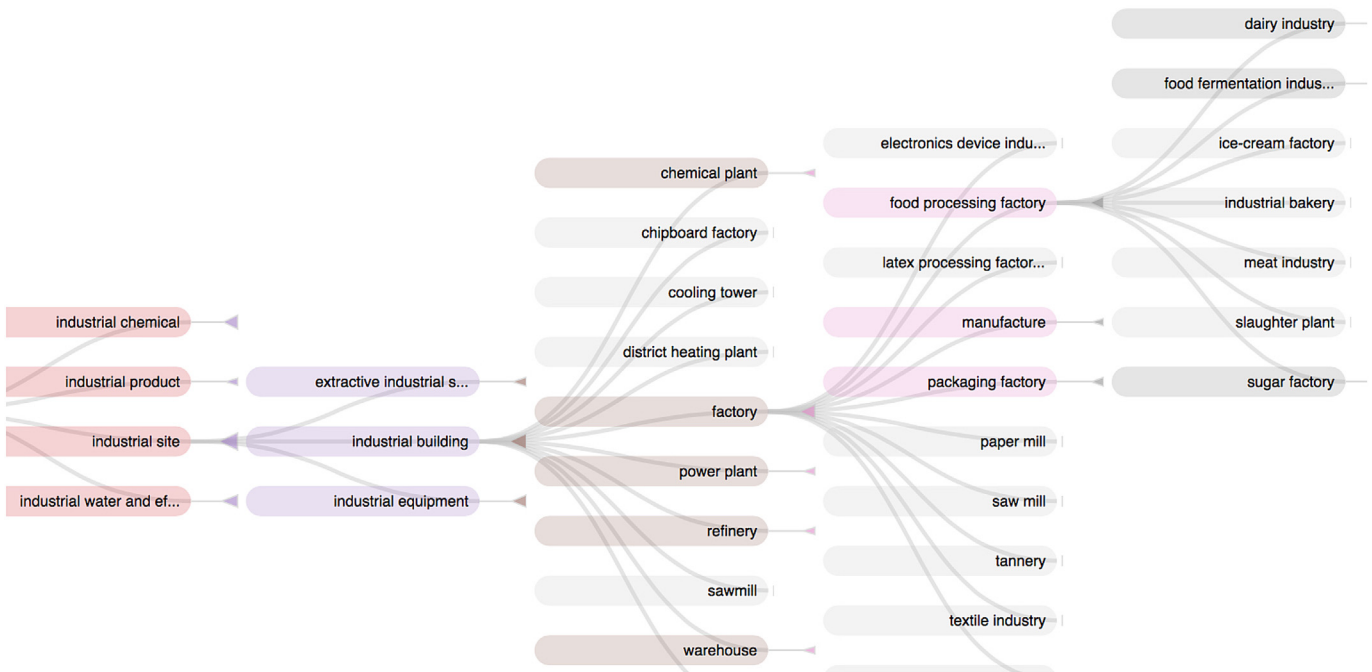 industrial chemical
industrial product
industrial site
industrial water and ef...
extractive industrial s...
industrial building
industrial equipment
chemical plant
chipboard factory
cooling tower
district heating plant
factory
power plant
refinery
sawmill
warehouse
electronics device indu...
food processing factory
latex processing factor...
manufacture
packaging factory
paper mill
saw mill
tannery
textile industry
dairy industry
food fermentation indus...
ice-cream factory
industrial bakery
meat industry
slaughter plant
sugar factory